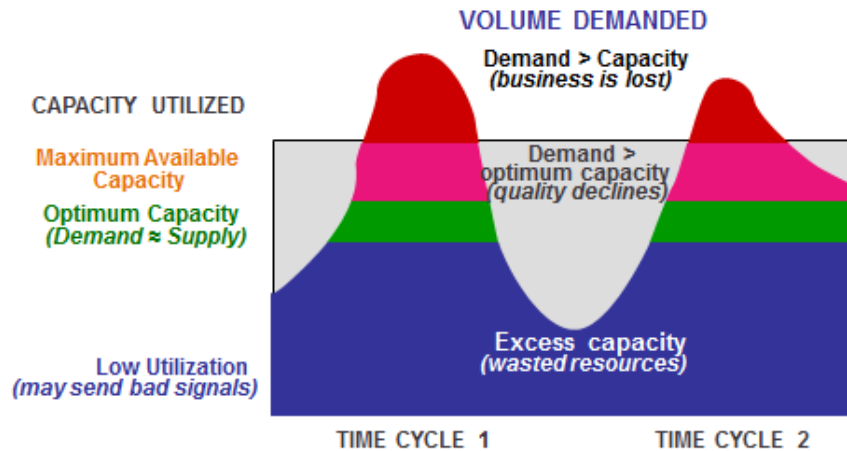 VOLUME DEMANDED
Demand > Capacity
(business is lost)
CAPACITY UTILIZED
Maximum Available
Capacity
Demand >
optimum capacity
(quality declines)
Optimum Capacity
(Demand ≈ Supply)
Excess capacity
(wasted resources)
Low Utilization
(may send bad signals)
TIME CYCLE 1
TIME CYCLE 2